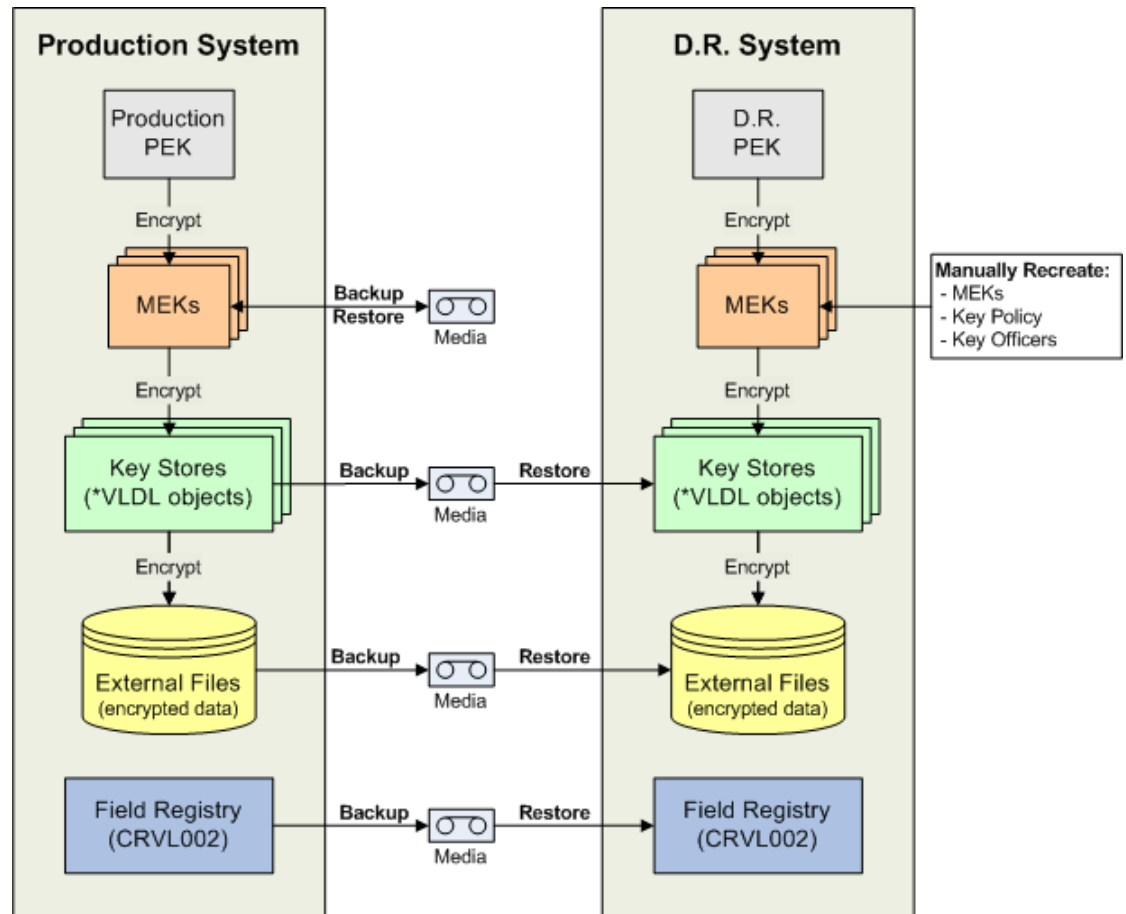 Production System
D.R. System
Production
PEK
D.R.
PEK
Encrypt
Encrypt
MEKs
Backup
Restore
Media
MEKs
Manually Recreate:
- MEKs
- Key Policy
- Key Officers
Encrypt
Encrypt
Key Stores
(*VLDL objects)
Backup
Media
Restore
Key Stores
(*VLDL objects)
Encrypt
Encrypt
External Files
(encrypted data)
Backup
Media
Restore
External Files
(encrypted data)
Field Registry
(CRVL002)
Backup
Media
Restore
Field Registry
(CRVL002)